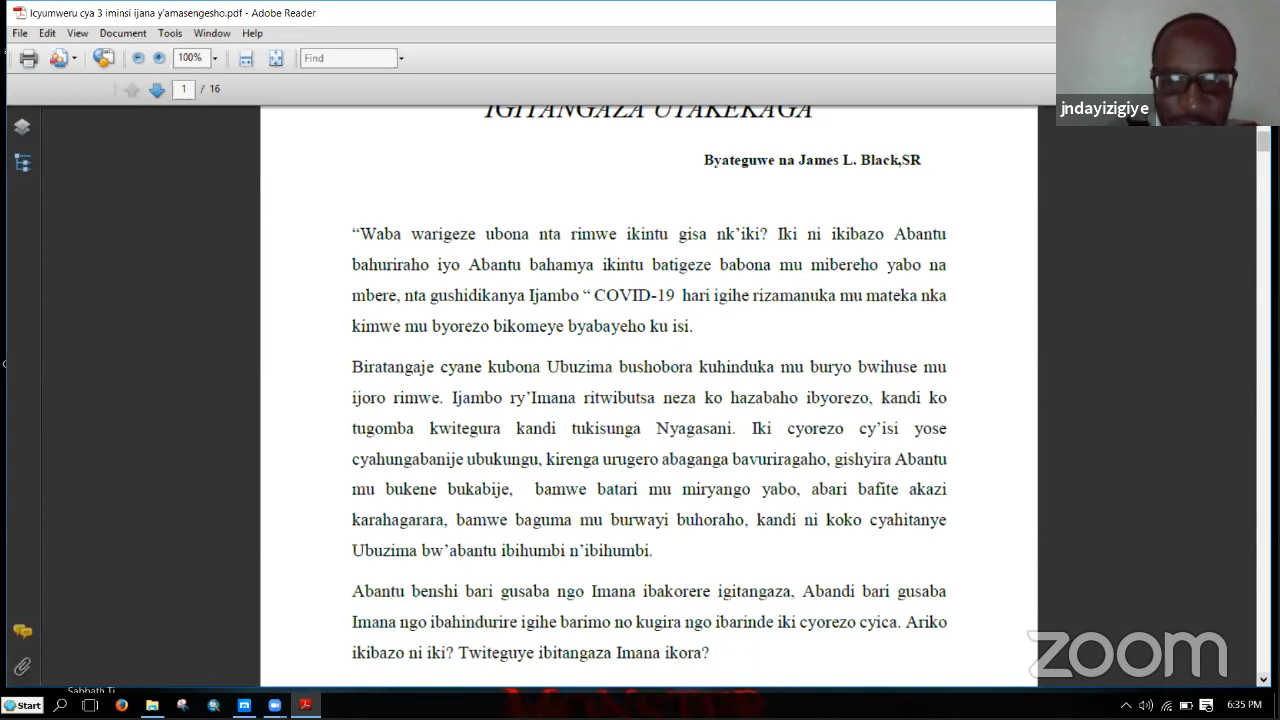 Icyumweru cya 3 iminsi ijana y'amasengesho.pdf - Adobe Reader
File Edit View Document Tools Window Help
100% Find
1 / 16
jndayizigiye
IGITANGAZA UTAKEKAGA
Byateguwe na James L. Black,SR
“Waba warigeze ubona nta rimwe ikintu gisa nk’iki? Iki ni ikibazo Abantu
bahuriraho iyo Abantu bahamya ikintu batigeze babona mu mibereho yabo na
mbere, nta gushidikanya Ijambo “ COVID-19 hari igihe rizamanuka mu mateka nka
kimwe mu byorezo bikomeye byabayeho ku isi.
Biratangaje cyane kubona Ubuzima bushobora kuhinduka mu buryo bwihuse mu
ijoro rimwe. Ijambo ry’Imana ritwibutsa neza ko hazabaho ibyorezo, kandi ko
tugomba kwitegura kandi tukisunga Nyagasani. Iki cyorezo cy’isi yose
cyahungabanije ubukungu, kirenga urugero abaganga bavuriragaho, gishyira Abantu
mu bukene bukabije, bamwe batari mu miryango yabo, abari bafite akazi
karahagarara, bamwe baguma mu burwayi buhoraho, kandi ni koko cyahitanye
Ubuzima bw’abantu ibihumbi n’ibihumbi.
Abantu benshi bari gusaba ngo Imana ibakorere igitangaza, Abandi bari gusaba
Imana ngo ibahindurire igihe barimo no kugira ngo ibarinde iki cyorezo cyica. Ariko
ikibazo ni iki? Twiteguye ibitangaza Imana ikora?
zoom
Sabbath Ti
Start 6:35 PM